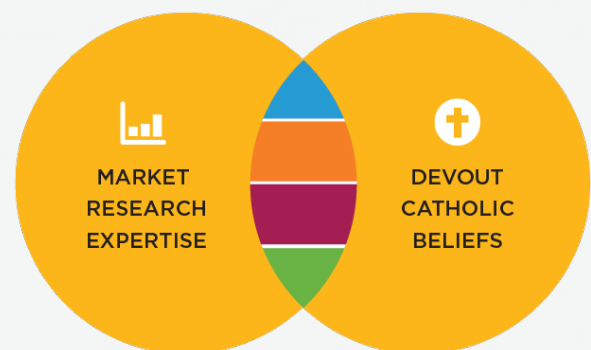 MARKET
RESEARCH
EXPERTISE
DEVOUT
CATHOLIC
BELIEFS